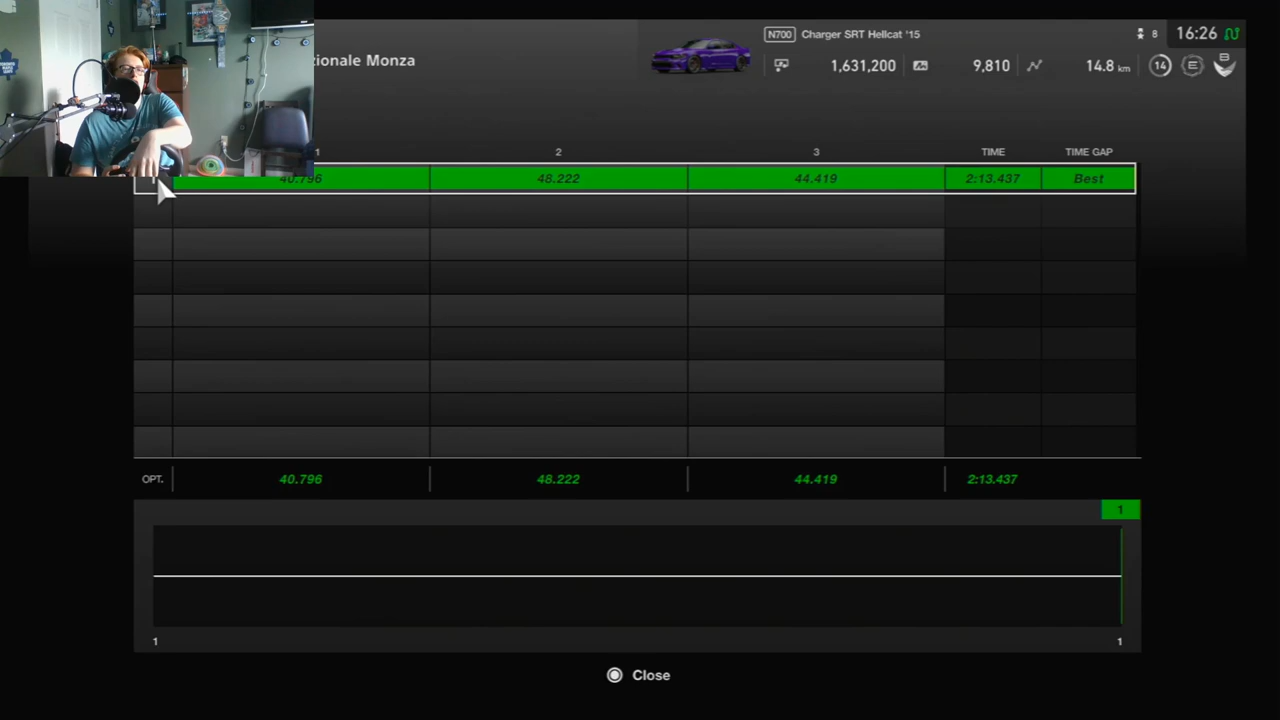 N700 Charger SRT Hellcat '15
8
16:26
ionale Monza
1,631,200
9,810
14.8 km
14
E
B
1 2 3 TIME TIME GAP
40.796 48.222 44.419 2:13.437 Best
OPT. 40.796 48.222 44.419 2:13.437
1
1 1
Close